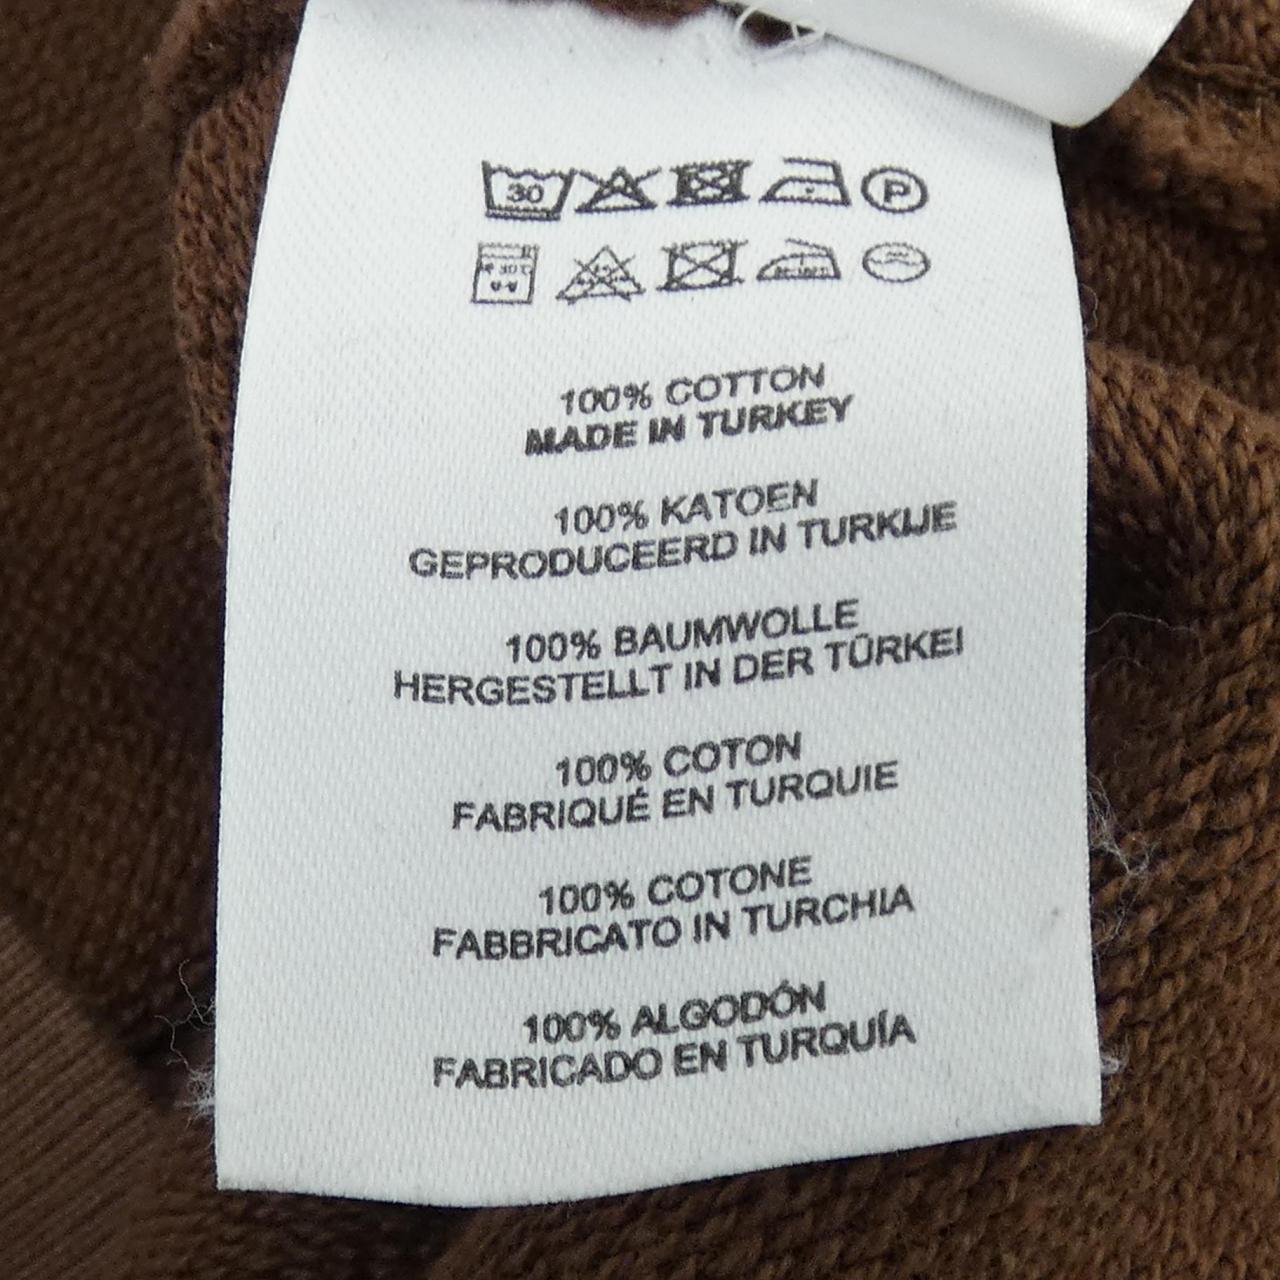 30
P
100% COTTON
MADE IN TURKEY
100% KATOEN
GEPRODUCEERD IN TURKIJE
100% BAUMWOLLE
HERGESTELLT IN DER TÜRKEI
100% COTON
FABRIQUÉ EN TURQUIE
100% COTONE
FABBRICATO IN TURCHIA
100% ALGODÓN
FABRICADO EN TURQUÍA